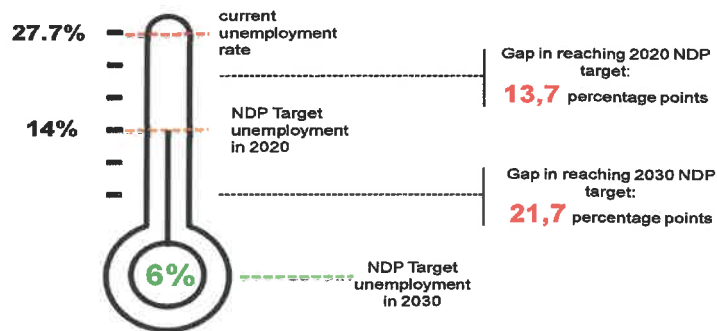 27.7%
current
unemployment
rate
Gap in reaching 2020 NDP
target:
13,7 percentage points
14%
NDP Target
unemployment
in 2020
Gap in reaching 2030 NDP
target:
21,7 percentage points
6%
NDP Target
unemployment
in 2030